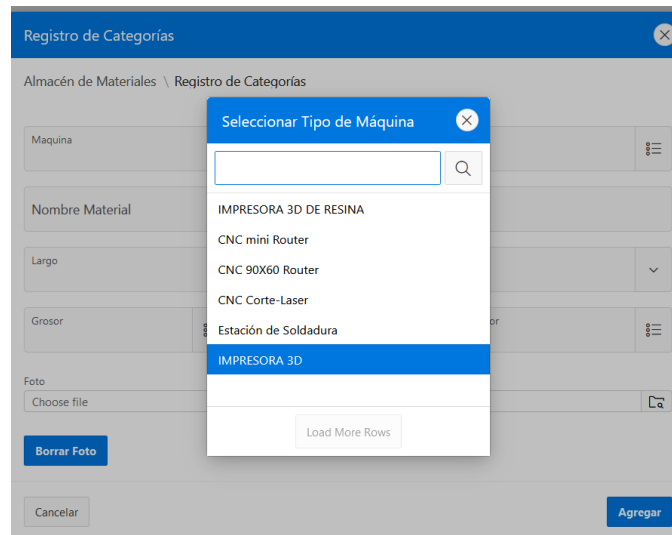 Registro de Categorías
Almacén de Materiales \ Registro de Categorías
Seleccionar Tipo de Máquina
Maquina
Nombre Material
IMPRESORA 3D DE RESINA
CNC mini Router
Largo
CNC 90X60 Router
CNC Corte-Laser
Grosor
or
Estación de Soldadura
IMPRESORA 3D
Foto
Choose file
Load More Rows
Borrar Foto
Cancelar
Agregar